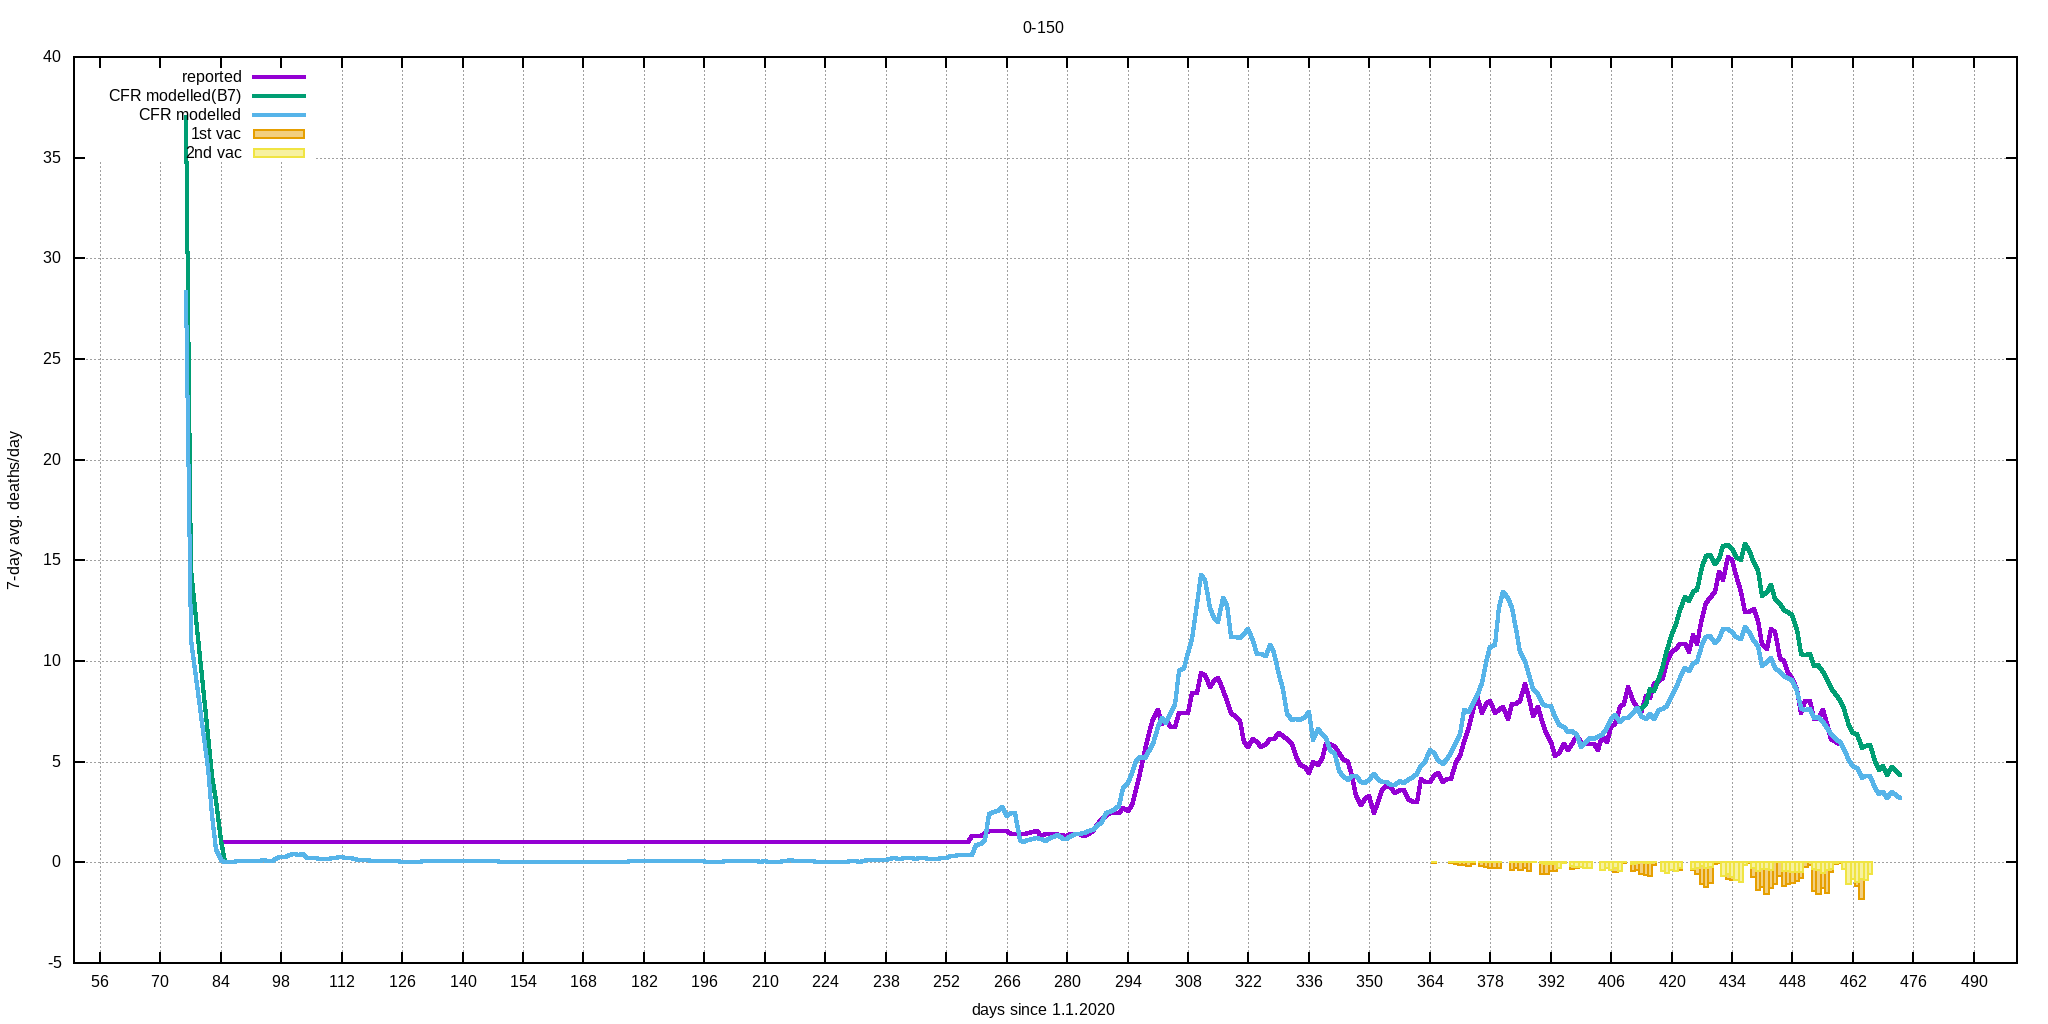 0-150
reported
CFR modelled(B7)
CFR modelled
1st vac
2nd vac
40
35
30
25
20
15
10
5
0
-5
7-day avg. deaths/day
56 70 84 98 112 126 140 154 168 182 196 210 224 238 252 266 280 294 308 322 336 350 364 378 392 406 420 434 448 462 476 490
days since 1.1.2020